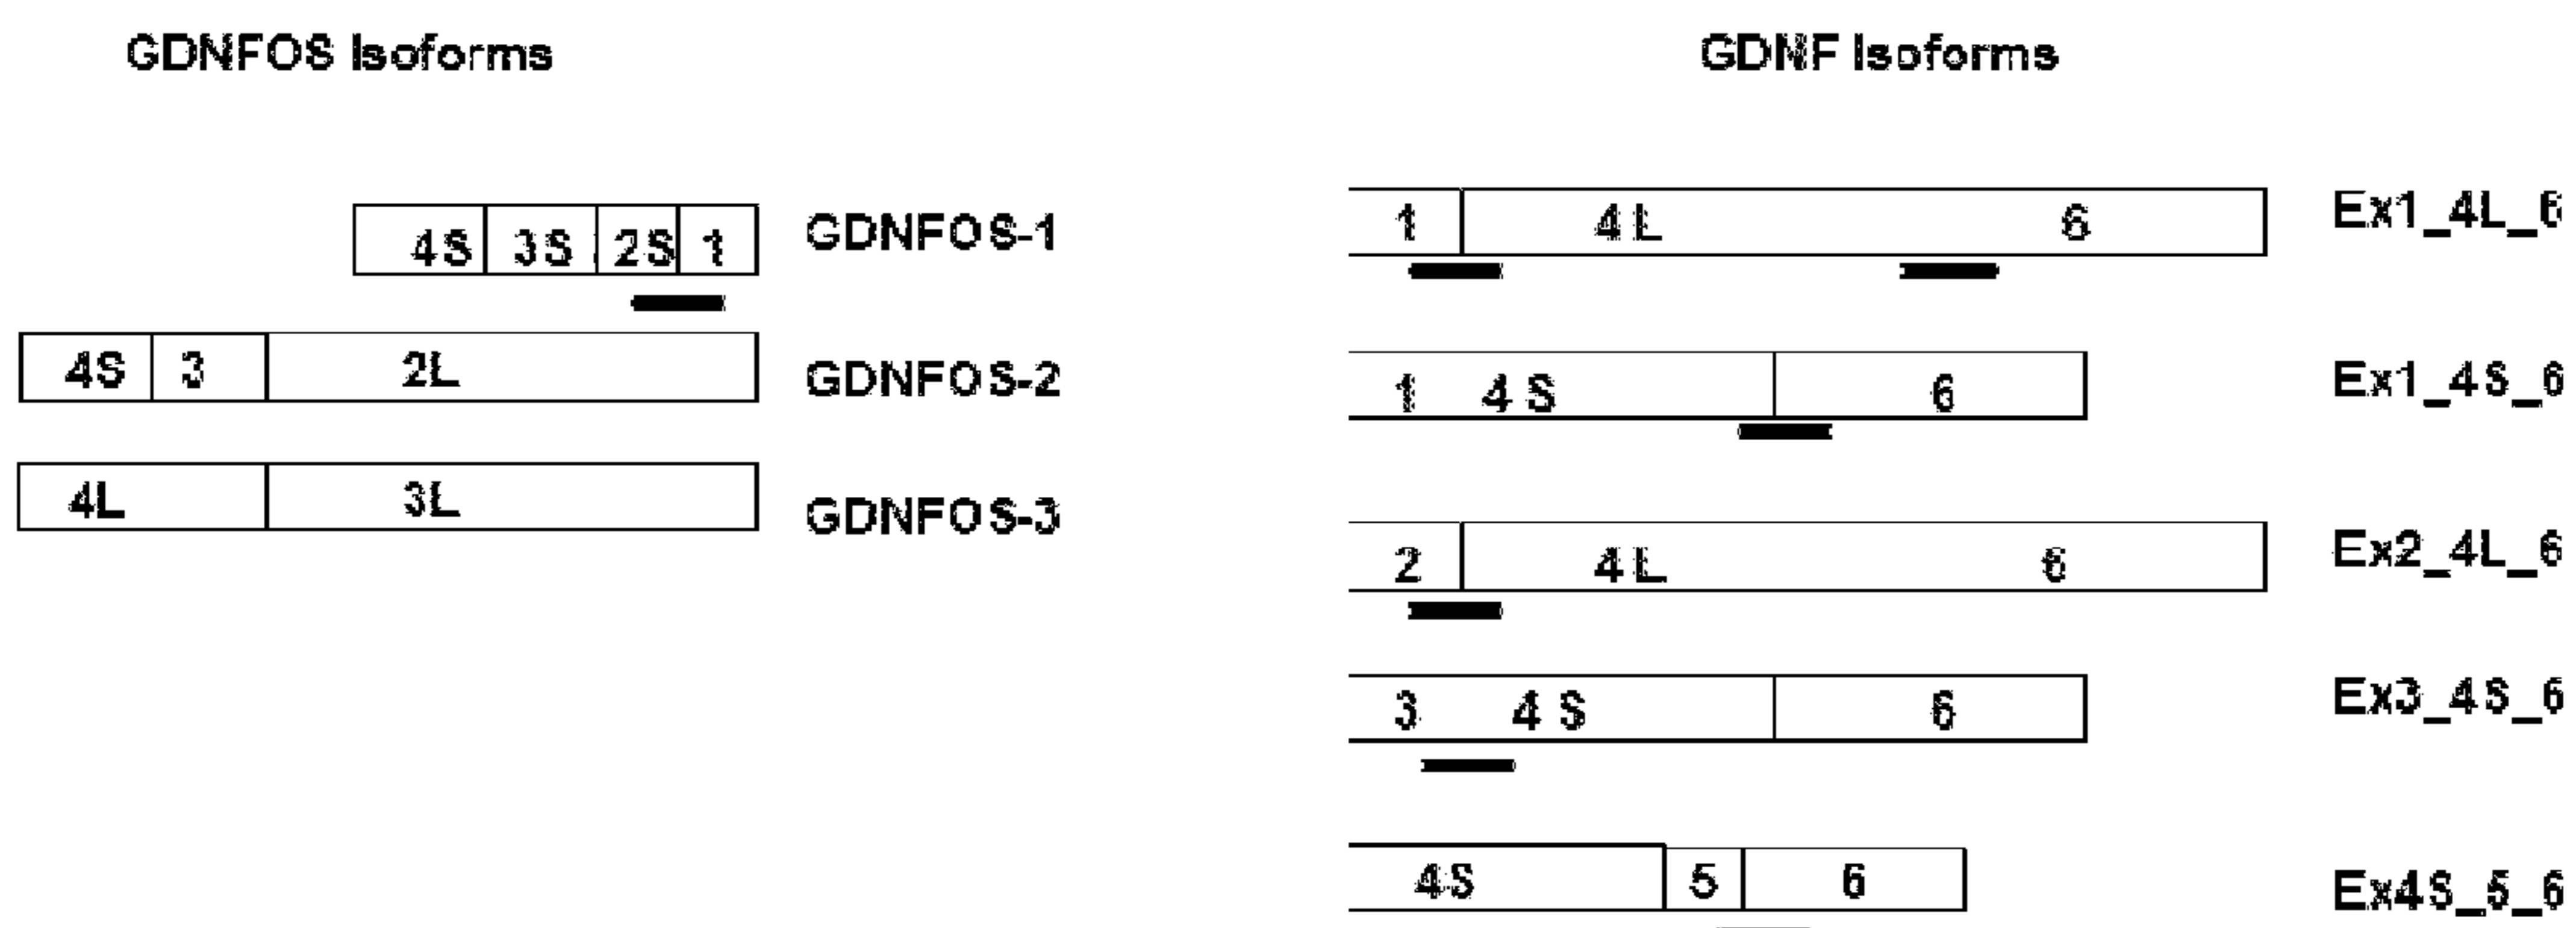 GDNFOS Isoforms
4S 3S 2S 1 GDNFOS-1
4S 3 2L GDNFOS-2
4L 3L GDNFOS-3
GDNF Isoforms
1 4L 6 Ex1_4L_6
1 4S 6 Ex1_4S_6
2 4L 6 Ex2_4L_6
3 4S 6 Ex3_4S_6
4S 5 6 Ex4S_5_6